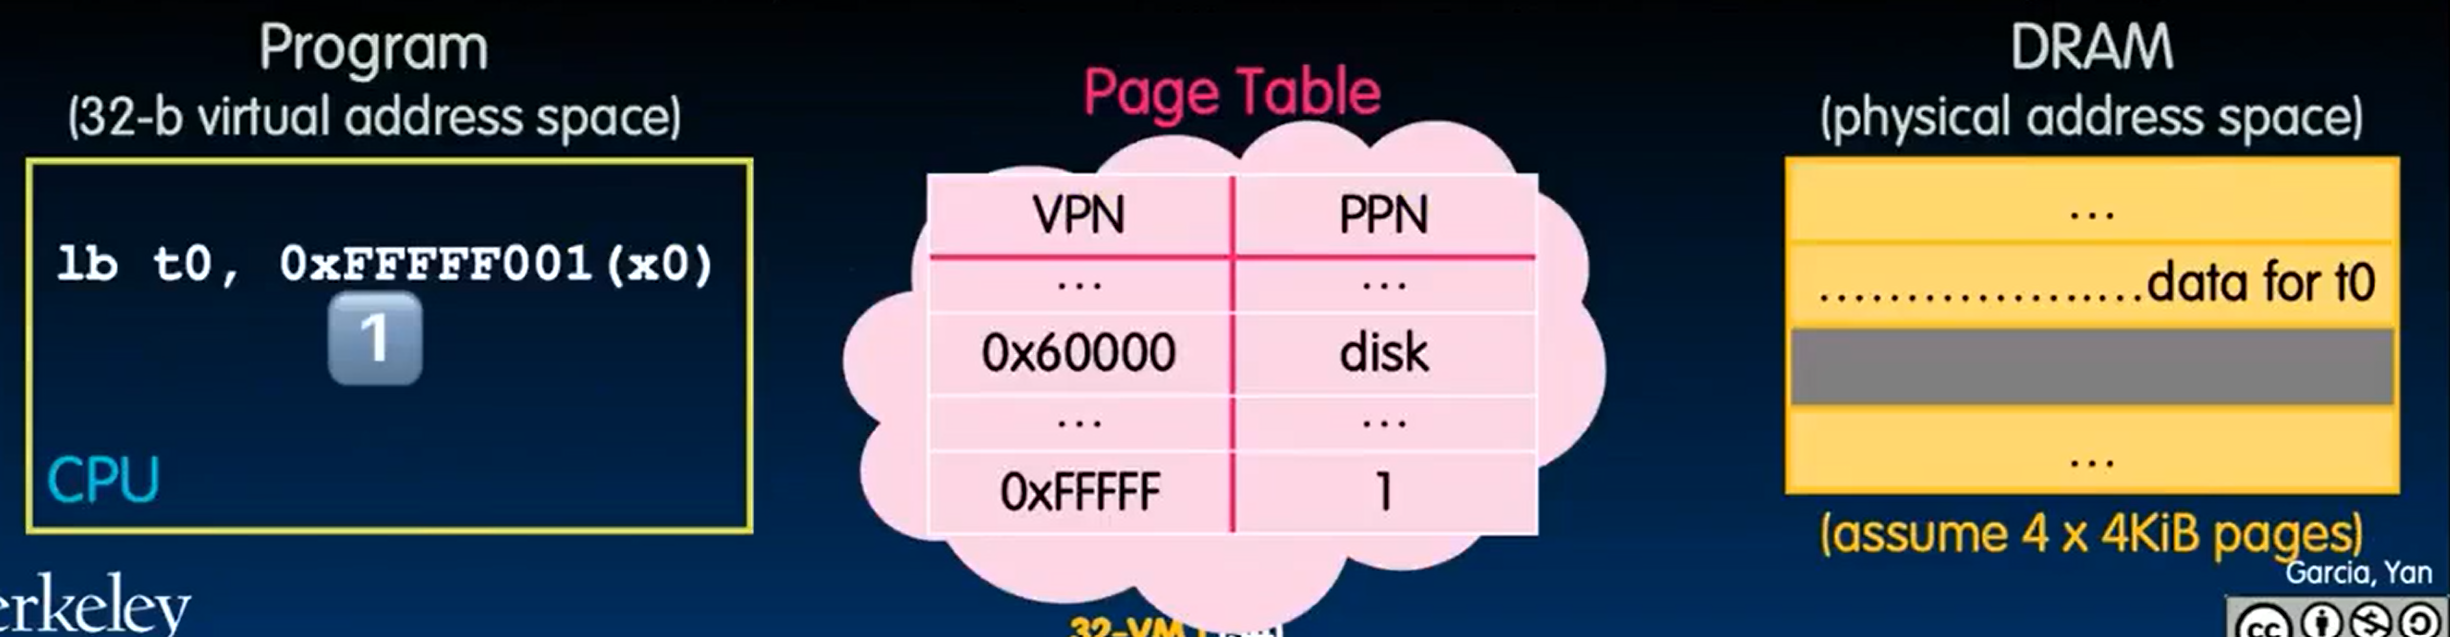 Program
(32-b virtual address space)
lb t0, 0xFFFFF001(x0)
1
CPU
Page Table
VPN PPN
... ...
0x60000 disk
... ...
0xFFFFF 1
DRAM
(physical address space)
...
.....................data for t0
...
(assume 4 x 4KiB pages)
Garcia, Yan
erkeley
32-VM
cc